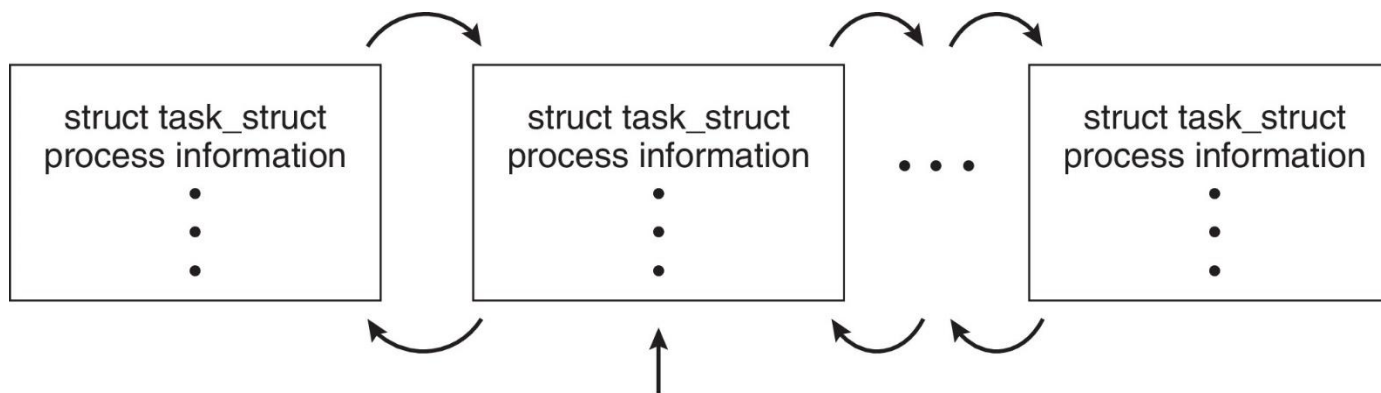 struct task_struct
process information
struct task_struct
process information
struct task_struct
process information